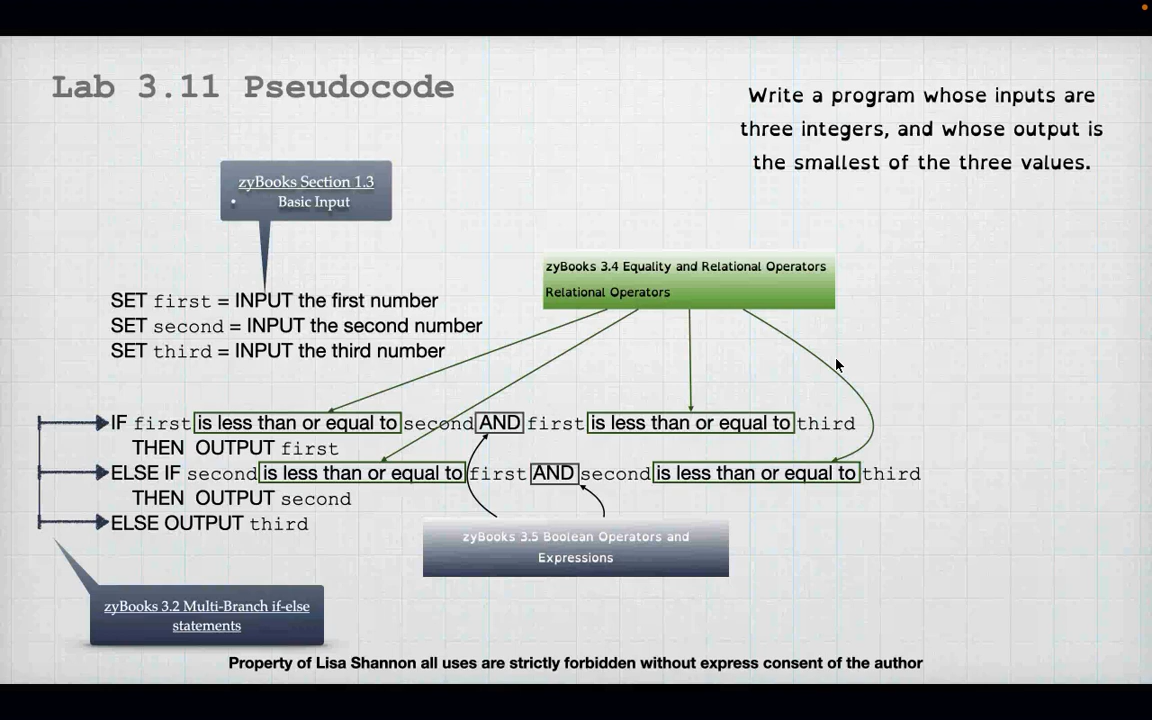 Lab 3.11 Pseudocode
Write a program whose inputs are
three integers, and whose output is
the smallest of the three values.
zyBooks Section 1.3
• Basic Input
zyBooks 3.4 Equality and Relational Operators
Relational Operators
SET first = INPUT the first number
SET second = INPUT the second number
SET third = INPUT the third number
IF first is less than or equal to second AND first is less than or equal to third
THEN OUTPUT first
ELSE IF second is less than or equal to first AND second is less than or equal to third
THEN OUTPUT second
ELSE OUTPUT third
zyBooks 3.5 Boolean Operators and
Expressions
zyBooks 3.2 Multi-Branch if-else
statements
Property of Lisa Shannon all uses are strictly forbidden without express consent of the author